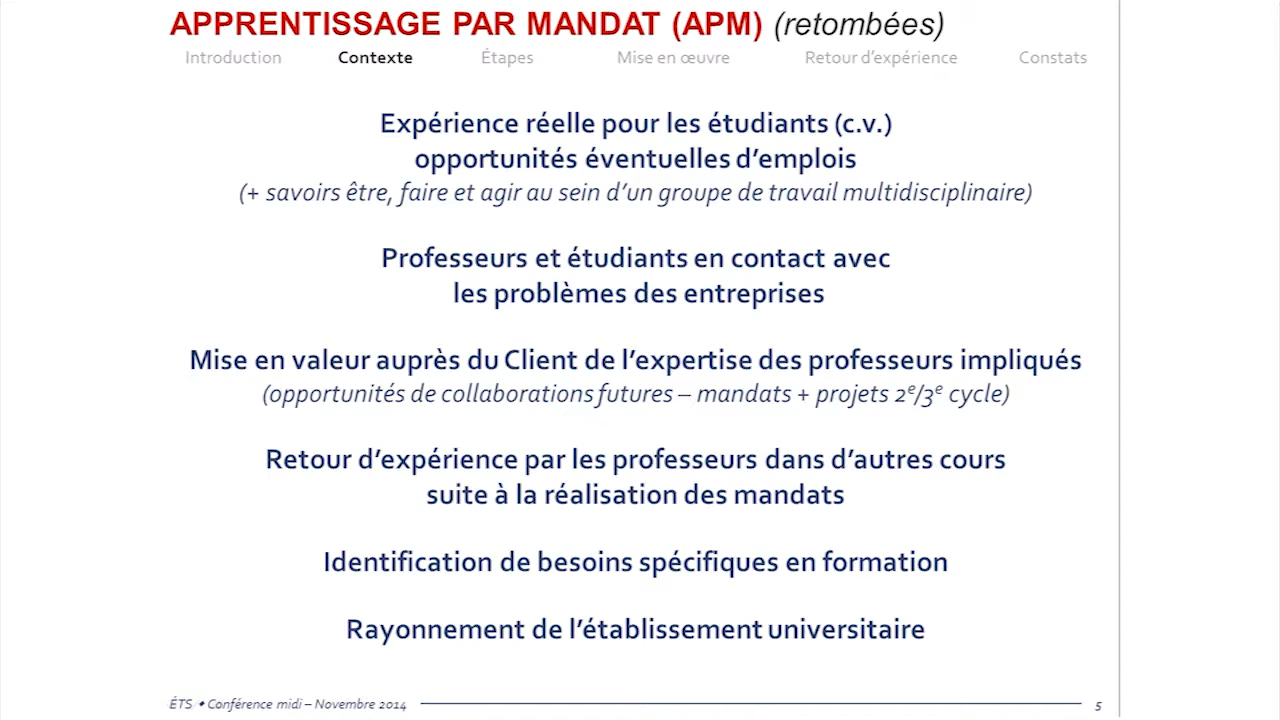 APPRENTISSAGE PAR MANDAT (APM) (retombées)
Introduction Contexte Étapes Mise en œuvre Retour d’expérience Constats
Expérience réelle pour les étudiants (c.v.)
opportunités éventuelles d’emplois
(+ savoirs être, faire et agir au sein d’un groupe de travail multidisciplinaire)
Professeurs et étudiants en contact avec
les problèmes des entreprises
Mise en valeur auprès du Client de l’expertise des professeurs impliqués
(opportunités de collaborations futures – mandats + projets 2e/3e cycle)
Retour d’expérience par les professeurs dans d’autres cours
suite à la réalisation des mandats
Identification de besoins spécifiques en formation
Rayonnement de l’établissement universitaire
ÉTS • Conférence midi – Novembre 2014 5